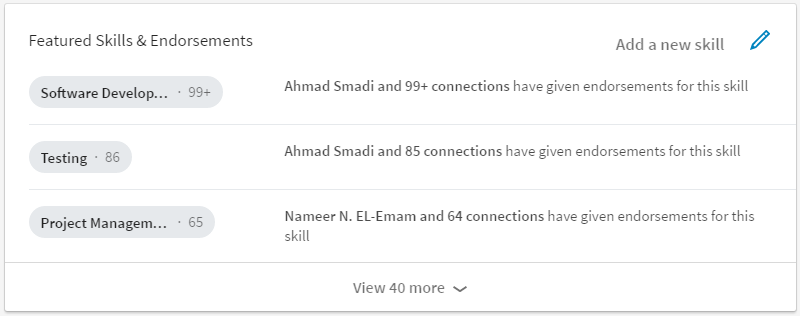 Featured Skills & Endorsements
Add a new skill
Software Develop... · 99+
Ahmad Smadi and 99+ connections have given endorsements for this skill
Testing · 86
Ahmad Smadi and 85 connections have given endorsements for this skill
Project Managem... · 65
Nameer N. EL-Emam and 64 connections have given endorsements for this
skill
View 40 more